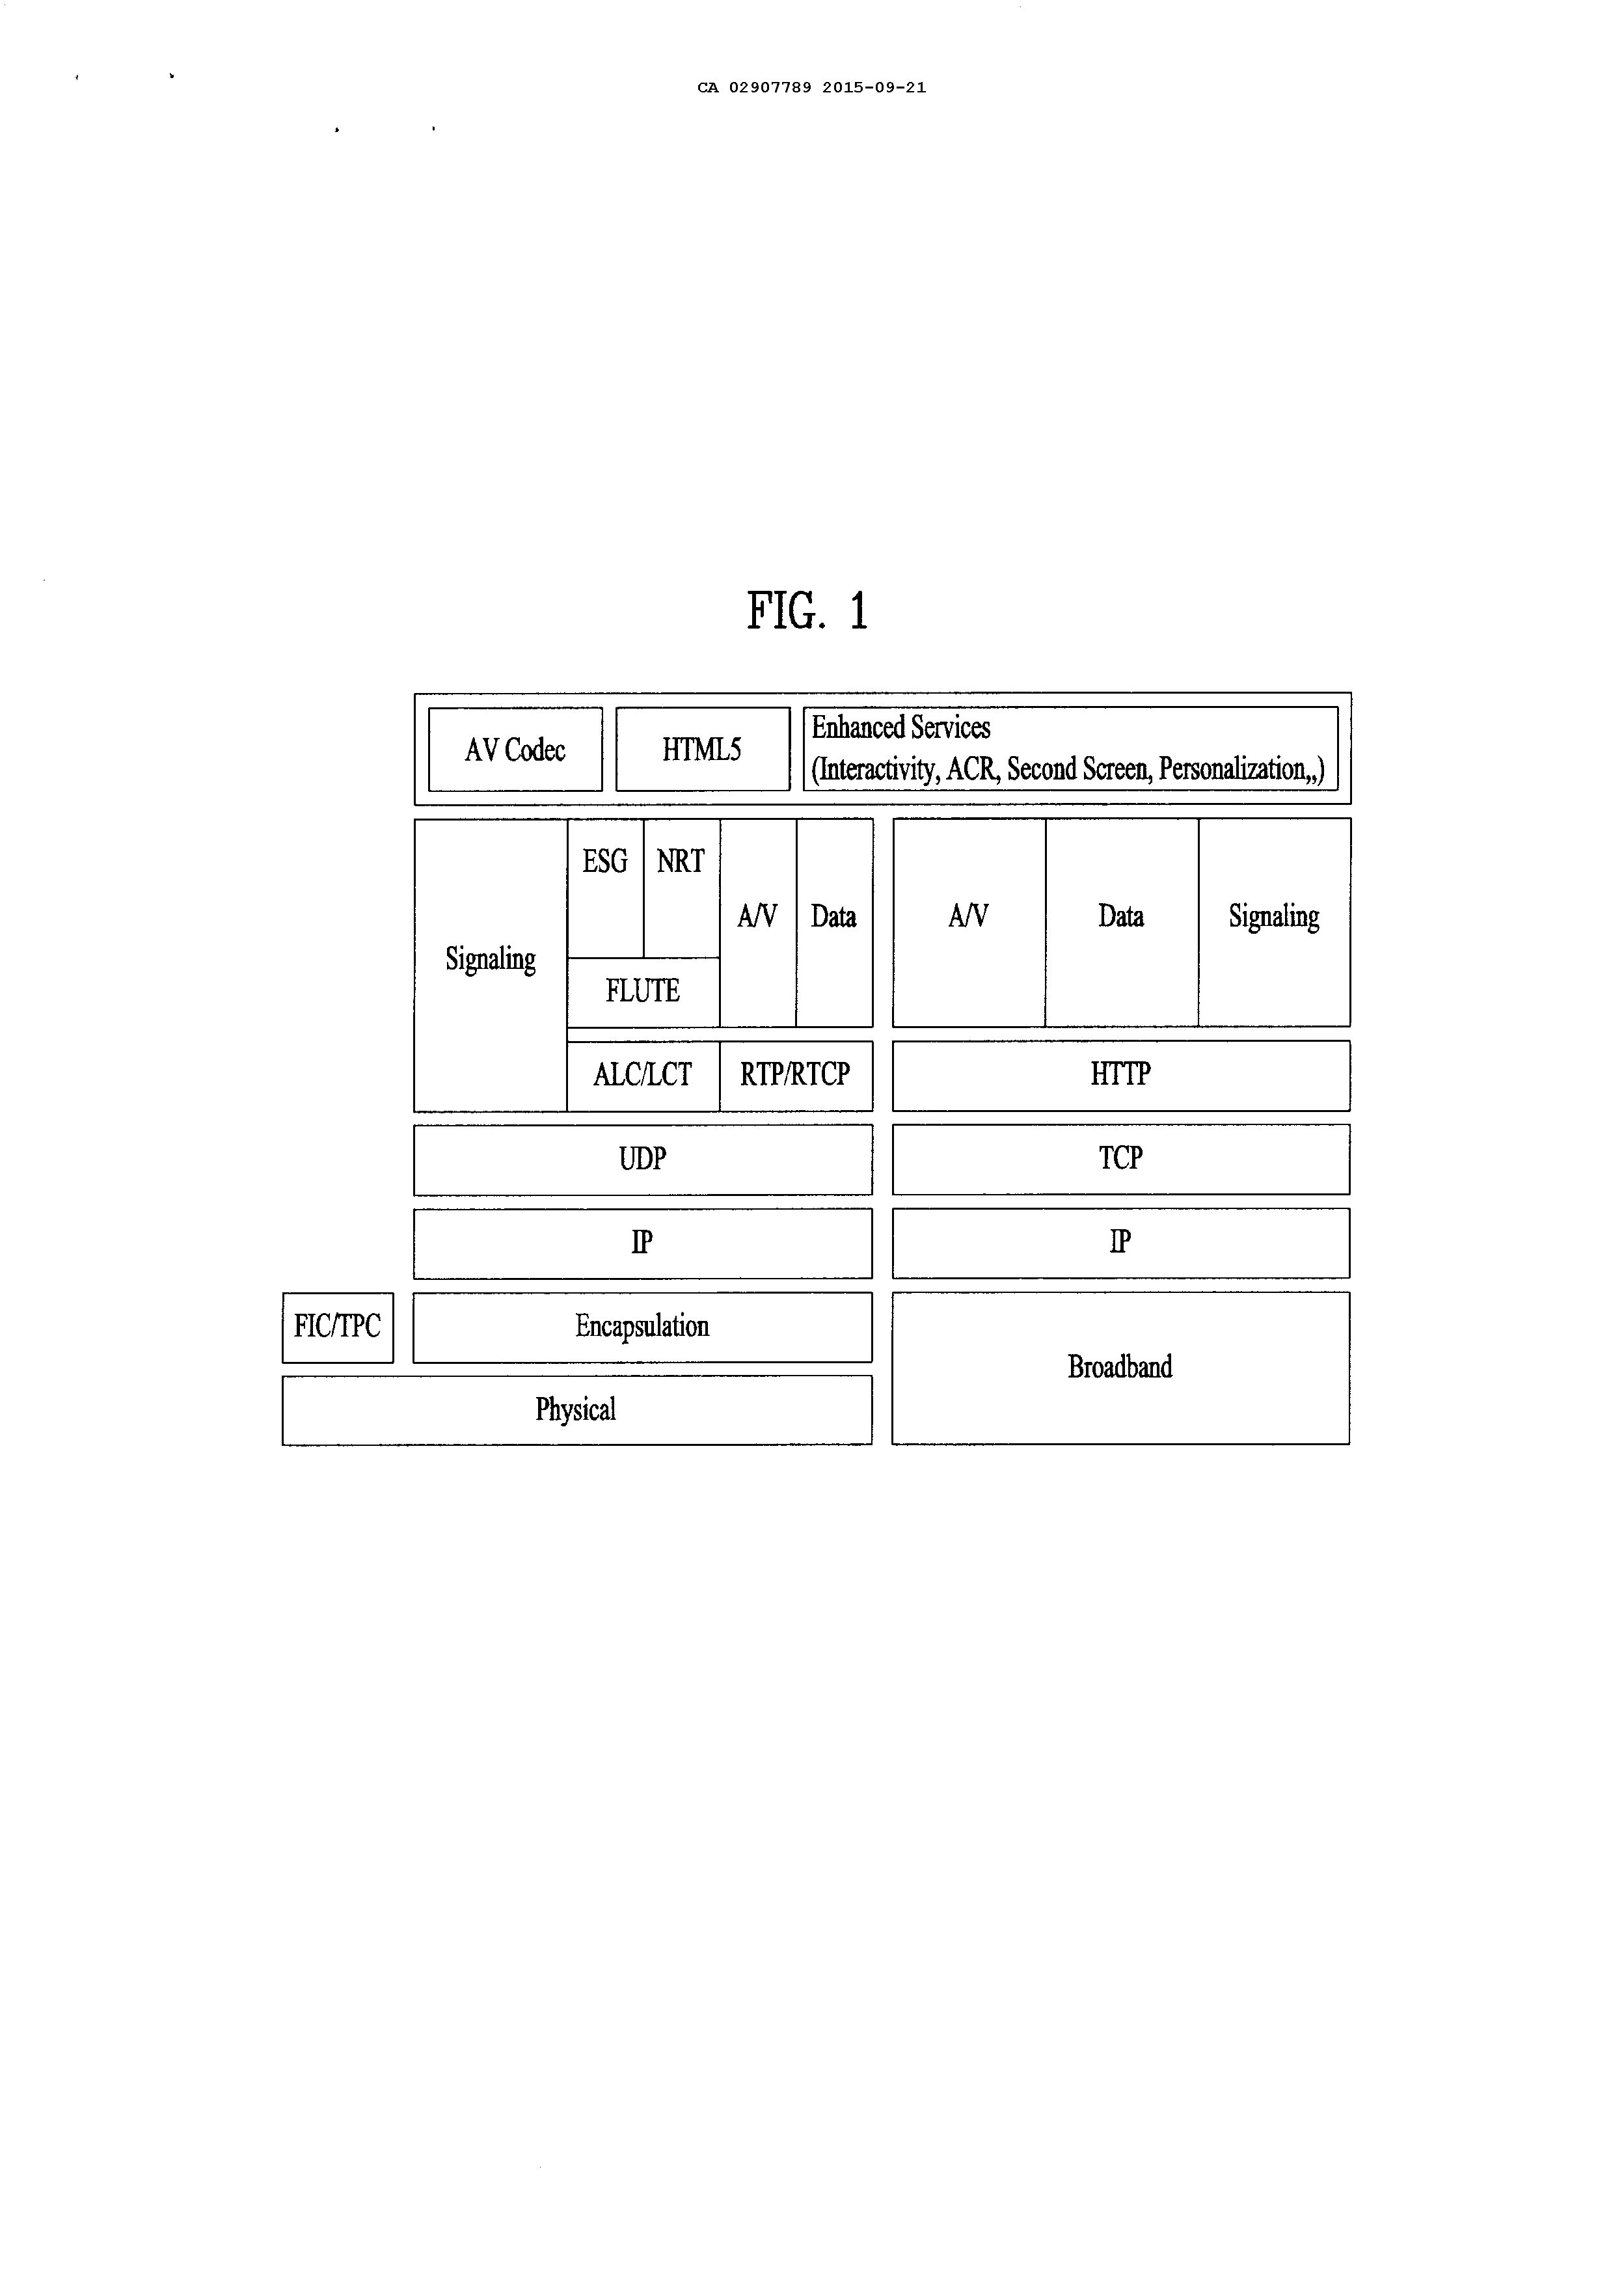 CA 02907789 2015-09-21
FIG. 1
AV Codec
HTML5
Enhanced Services
(Interactivity, ACR, Second Screen, Personalization,,)
Signaling
ESG
NRT
A/V
Data
FLUTE
ALC/LCT
RTP/RTCP
A/V
Data
Signaling
HTTP
UDP
TCP
IP
IP
FIC/TPC
Encapsulation
Broadband
Physical